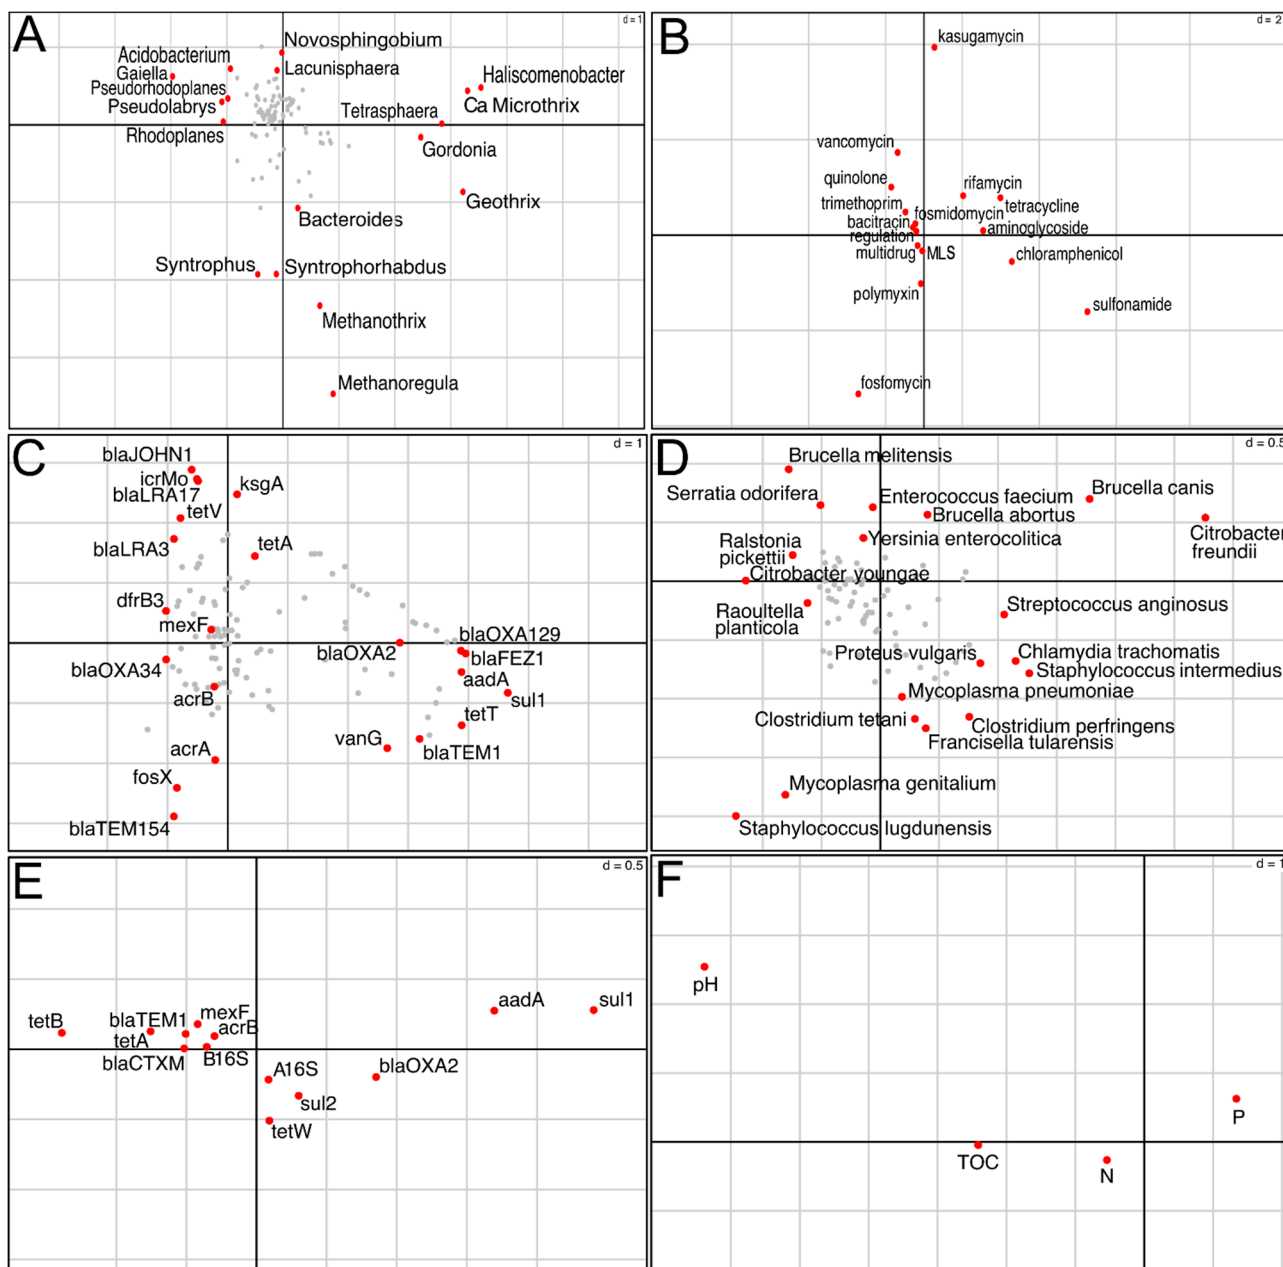 A
d = 1
Novosphingobium
Acidobacterium
Lacunisphaera
Gaiella
Haliscomenobacter
Pseudorhodoplanes
Pseudolabrys
Tetrasphaera
Ca Microthrix
Rhodoplanes
Gordonia
Geothrix
Bacteroides
Syntrophus
Syntrophorhabdus
Methanothrix
Methanoregula
B
d = 2
kasugamycin
vancomycin
quinolone
rifamycin
trimethoprim
tetracycline
fosmidomycin
bacitracin
aminoglycoside
regulation
multidrug
MLS
chloramphenicol
polymyxin
sulfonamide
fosfomycin
C
d = 1
blaJOHN1
icrMo
ksgA
blaLRA17
tetV
tetA
blaLRA3
dfrB3
mexF
blaOXA129
blaOXA2
blaFEZ1
blaOXA34
aadA
acrB
sul1
tetT
vanG
acrA
blaTEM1
fosX
blaTEM154
D
d = 0.5
Brucella melitensis
Serratia odorifera
Enterococcus faecium
Brucella canis
Brucella abortus
Citrobacter
freundii
Yersinia enterocolitica
Ralstonia
pickettii
Citrobacter youngae
Raoultella
planticola
Streptococcus anginosus
Proteus vulgaris
Chlamydia trachomatis
Staphylococcus intermedius
Mycoplasma pneumoniae
Clostridium tetani
Clostridium perfringens
Francisella tularensis
Mycoplasma genitalium
Staphylococcus lugdunensis
E
d = 0.5
aadA
sul1
tetB
blaTEM1
mexF
tetA
acrB
blaCTXM
B16S
A16S
blaOXA2
sul2
tetW
F
d = 1
pH
P
TOC
N